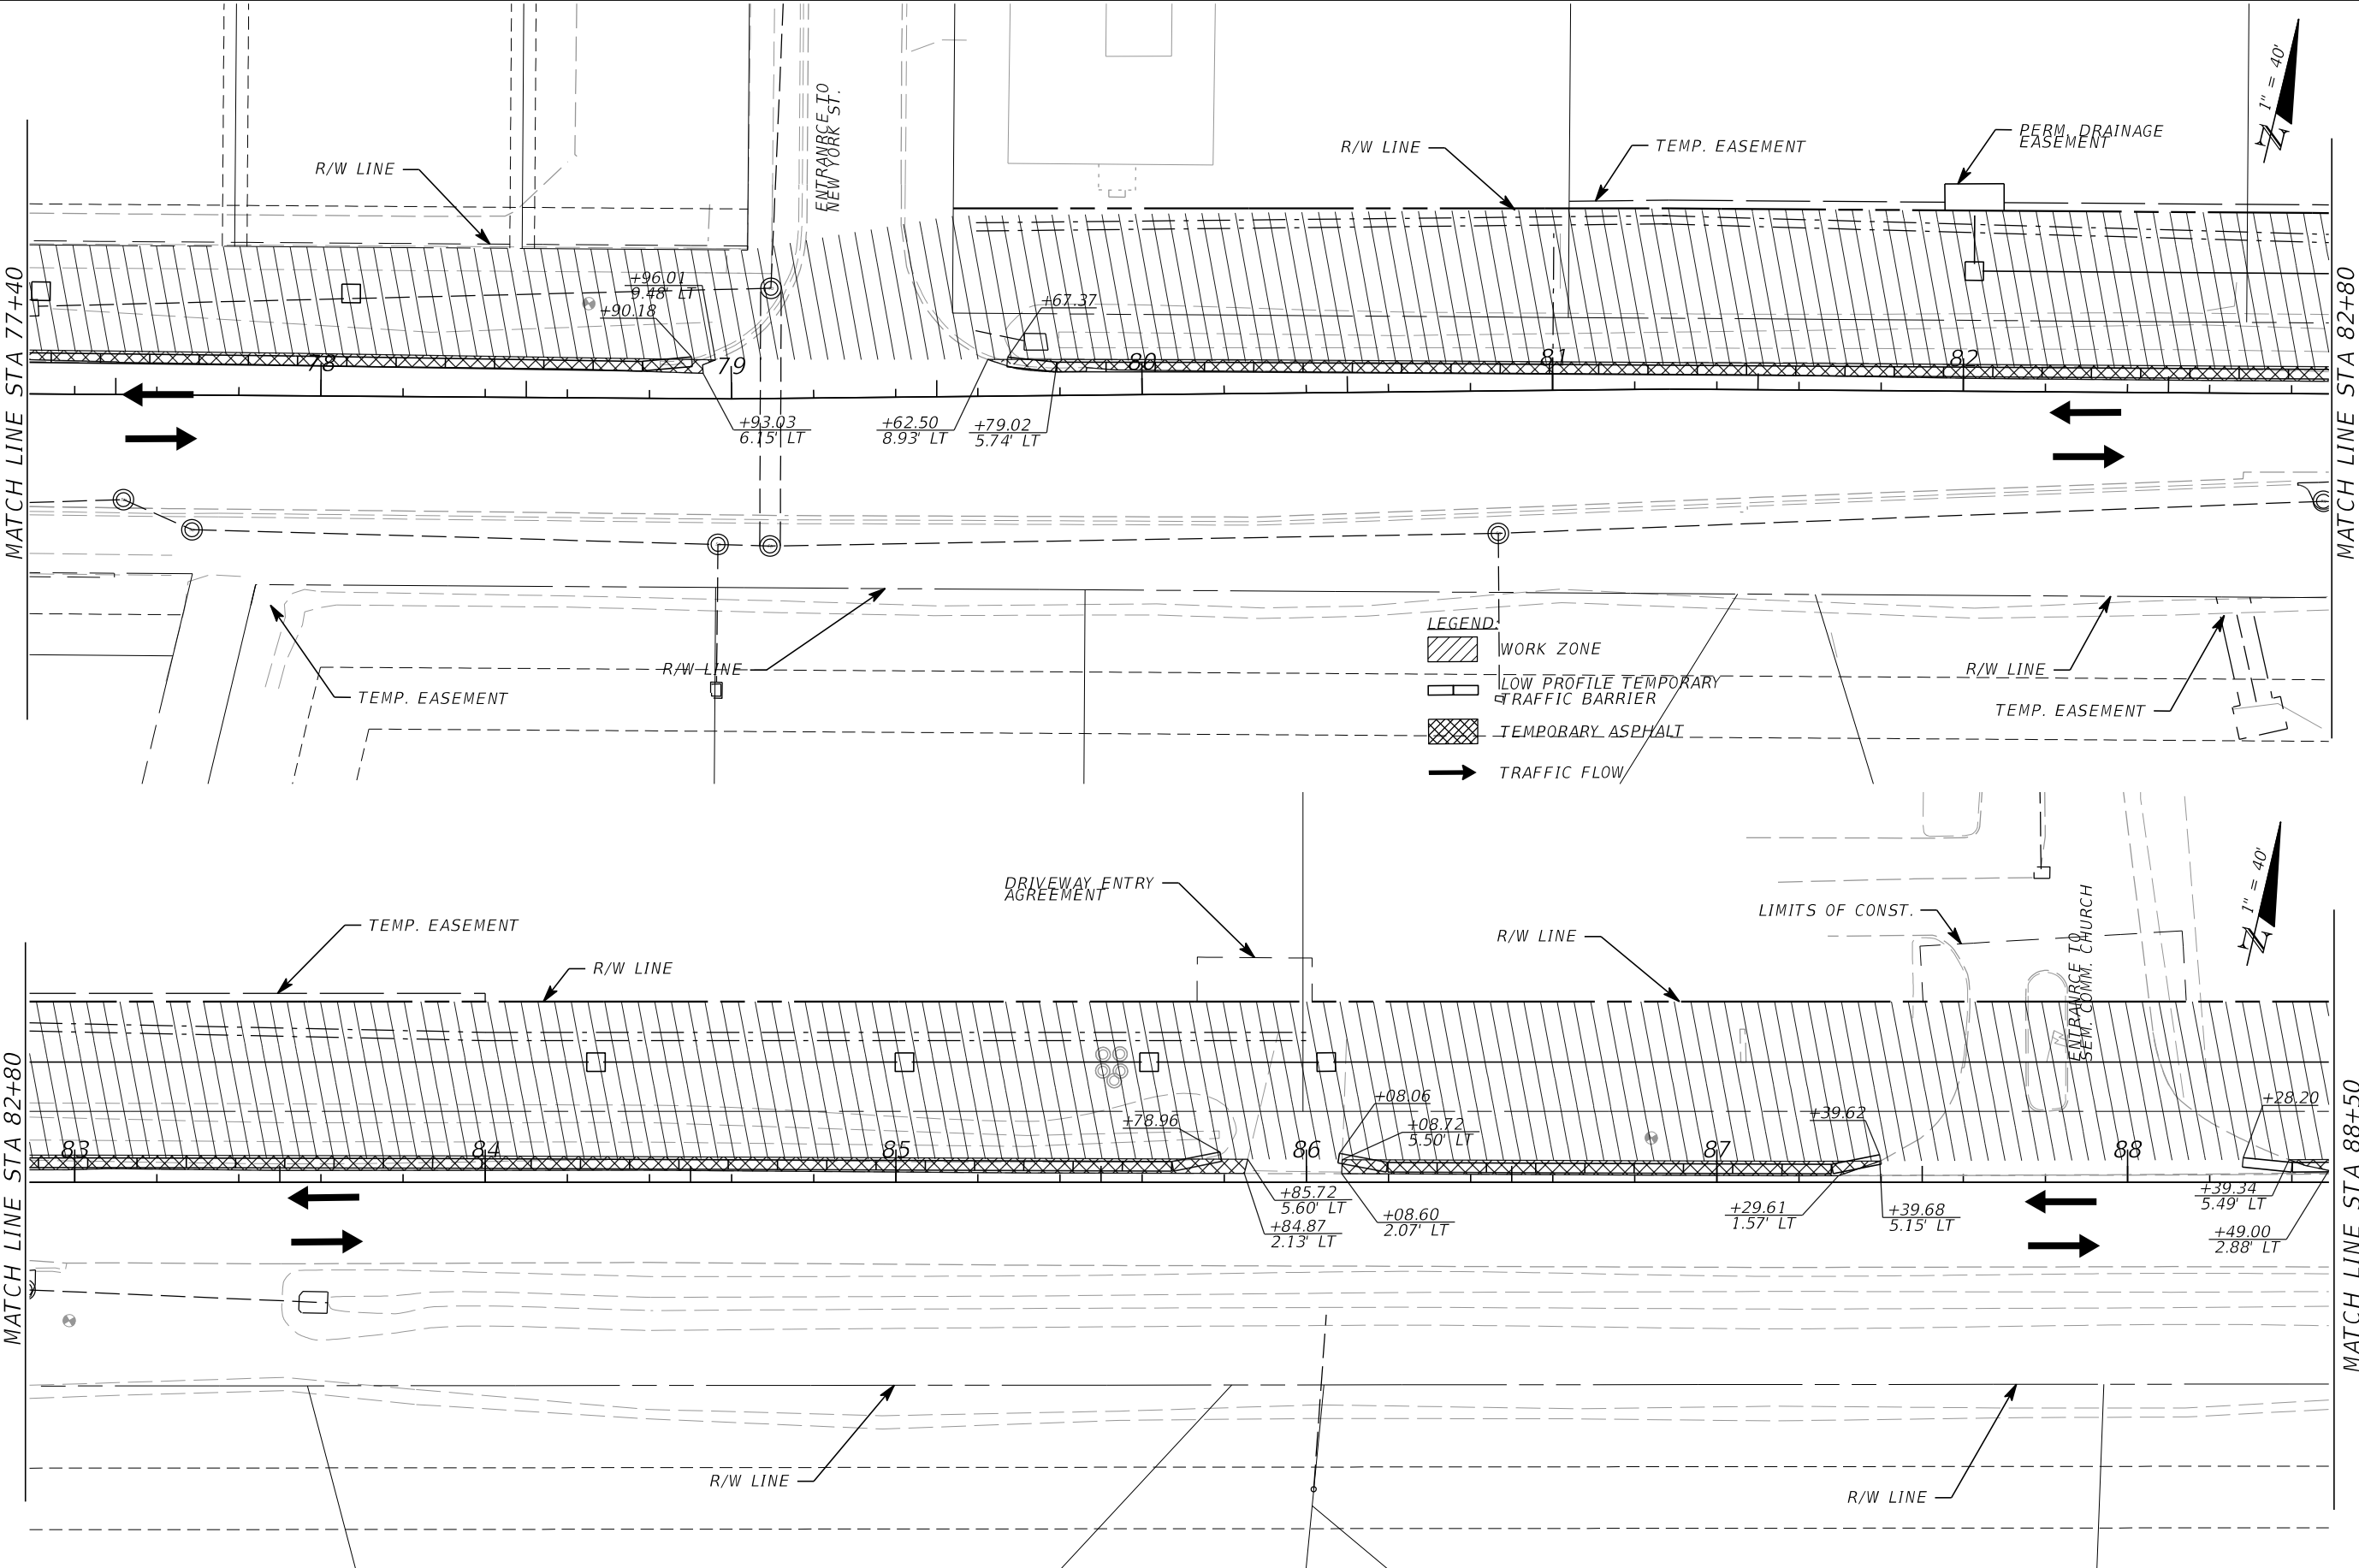 MATCH LINE STA 77+40
R/W LINE
ENTRANRCE TO
NEW YORK ST.
R/W LINE
TEMP. EASEMENT
PERM. DRAINAGE
EASEMENT
1" = 40'
N
MATCH LINE STA 82+80
+96.01
9.48' LT
+90.18
+67.37
78
79
80
81
82
+93.03
6.15' LT
+62.50
8.93' LT
+79.02
5.74' LT
TEMP. EASEMENT
R/W LINE
LEGEND:
WORK ZONE
LOW PROFILE TEMPORARY
TRAFFIC BARRIER
TEMPORARY ASPHALT
TRAFFIC FLOW
R/W LINE
TEMP. EASEMENT
MATCH LINE STA 82+80
TEMP. EASEMENT
R/W LINE
DRIVEWAY ENTRY
AGREEMENT
R/W LINE
LIMITS OF CONST.
ENTRANRCE TO
SEM. COMM. CHURCH
1" = 40'
N
MATCH LINE STA 88+50
+78.96
+08.06
+08.72
5.50' LT
+39.62
+28.20
83
84
85
86
87
88
+85.72
5.60' LT
+84.87
2.13' LT
+08.60
2.07' LT
+29.61
1.57' LT
+39.68
5.15' LT
+39.34
5.49' LT
+49.00
2.88' LT
R/W LINE
R/W LINE